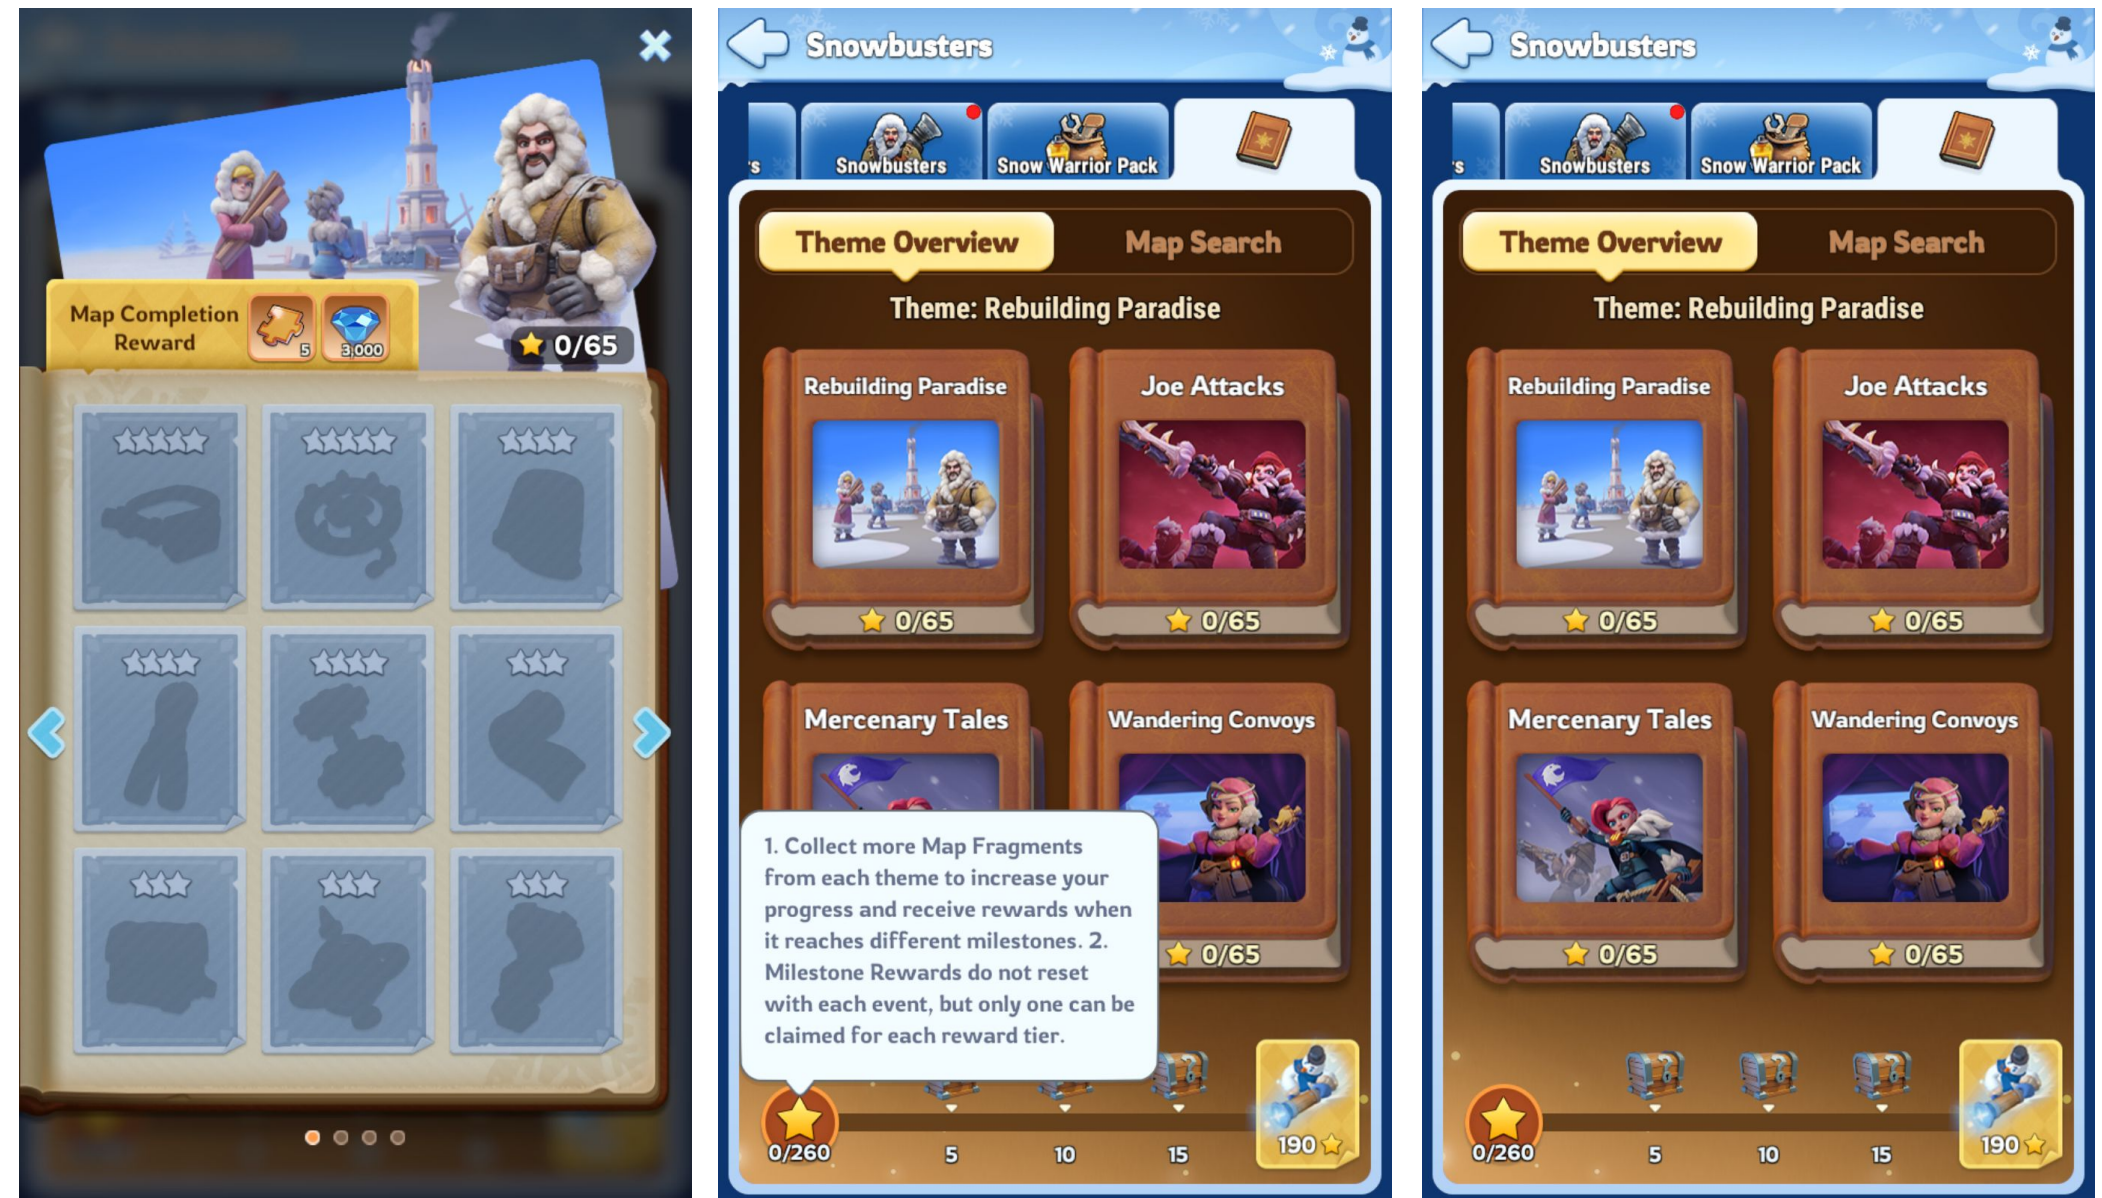 Map Completion
Reward
5
3,000
0/65
Snowbusters
s
Snowbusters
Snow Warrior Pack
Theme Overview
Map Search
Theme: Rebuilding Paradise
Rebuilding Paradise
Joe Attacks
0/65
0/65
Mercenary Tales
Wandering Convoys
1. Collect more Map Fragments
from each theme to increase your
progress and receive rewards when
it reaches different milestones. 2.
Milestone Rewards do not reset
with each event, but only one can be
claimed for each reward tier.
0/65
0/260
5
10
15
190
Snowbusters
s
Snowbusters
Snow Warrior Pack
Theme Overview
Map Search
Theme: Rebuilding Paradise
Rebuilding Paradise
Joe Attacks
0/65
0/65
Mercenary Tales
Wandering Convoys
0/65
0/65
0/260
5
10
15
190